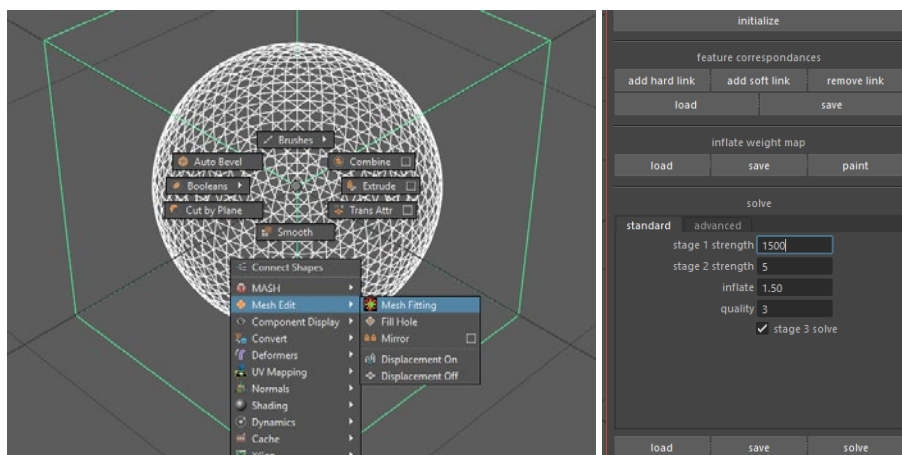 Brushes
Auto Bevel
Combine
Booleans
Extrude
Cut by Plane
Trans Attr
Smooth
Connect Shapes
MASH
Mesh Edit
Mesh Fitting
Component Display
Fill Hole
Convert
Mirror
Deformers
Displacement On
UV Mapping
Displacement Off
Normals
Shading
Dynamics
Cache
XGen
initialize
feature correspondances
add hard link add soft link remove link
load save
inflate weight map
load save paint
solve
standard advanced
stage 1 strength 1500
stage 2 strength 5
inflate 1.50
quality 3
stage 3 solve
load save solve